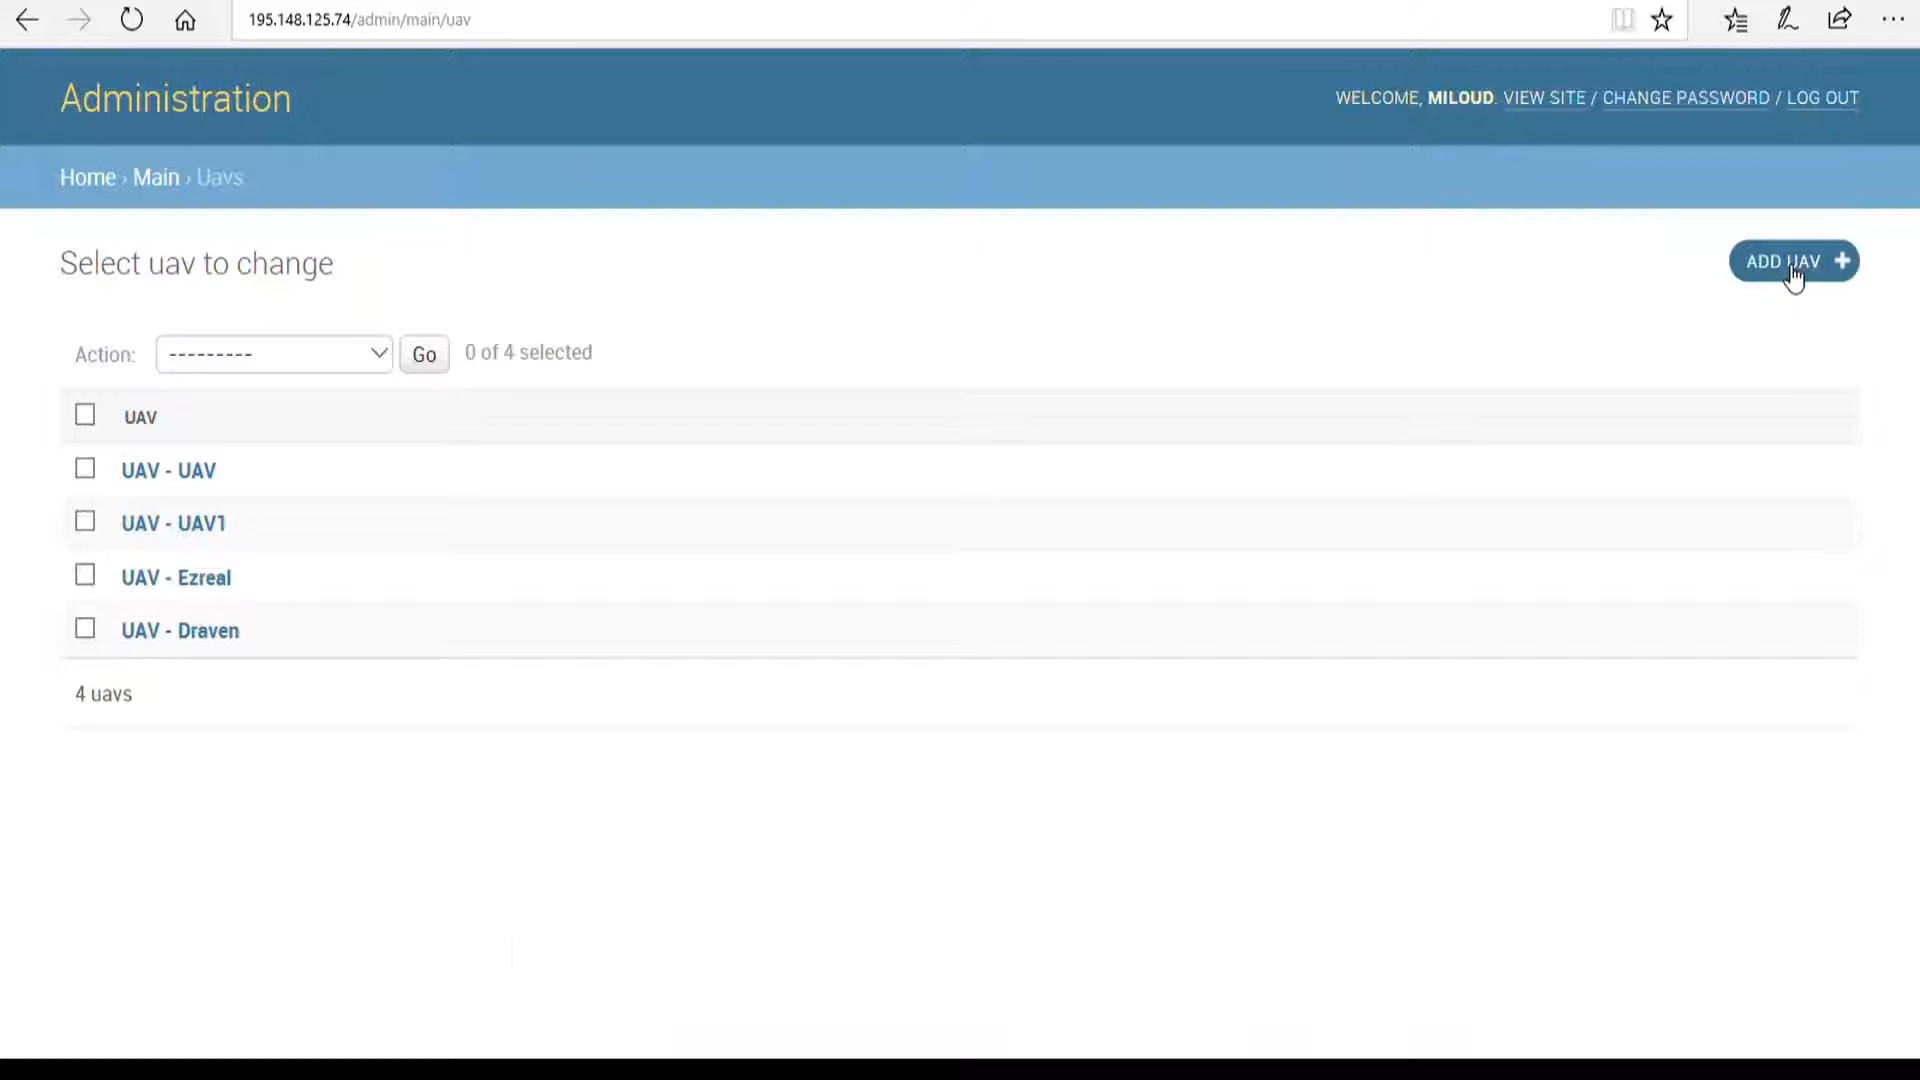 195.148.125.74/admin/main/uav
Administration
WELCOME, MILOUD. VIEW SITE / CHANGE PASSWORD / LOG OUT
Home › Main › Uavs
Select uav to change
ADD UAV +
Action: --------- Go 0 of 4 selected
UAV
UAV - UAV
UAV - UAV1
UAV - Ezreal
UAV - Draven
4 uavs